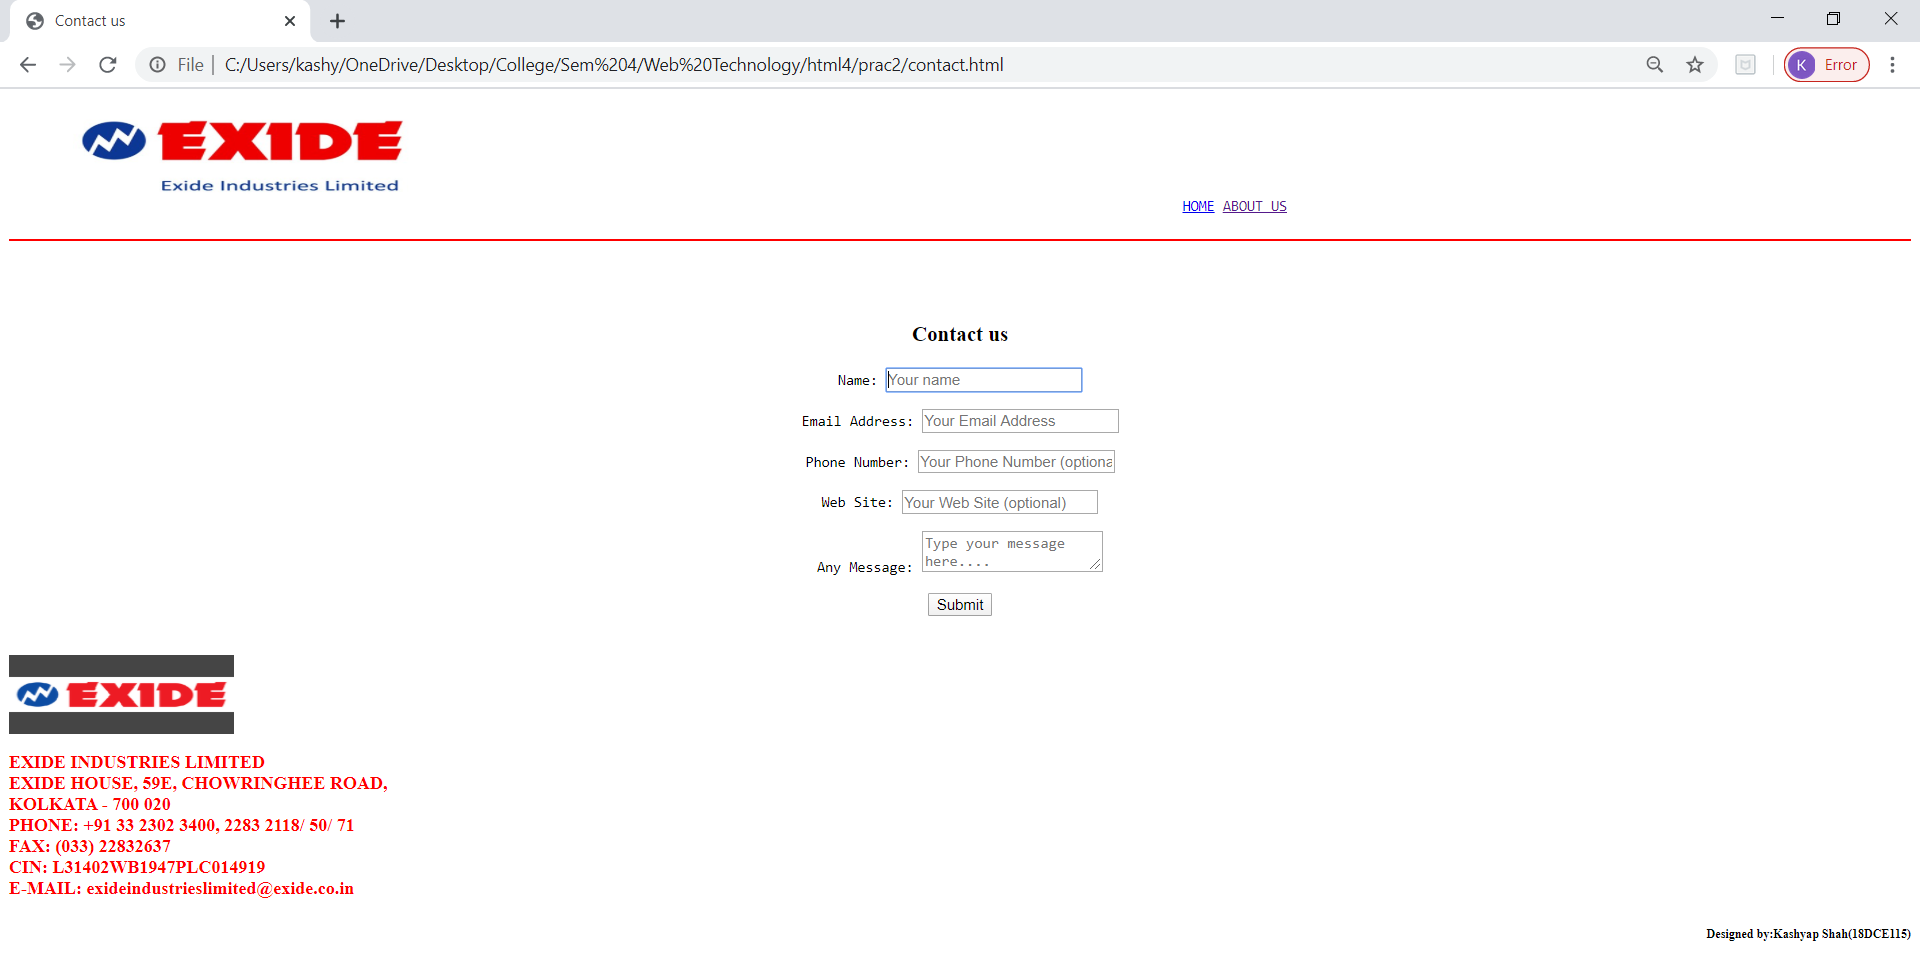 Contact us
File | C:/Users/kashy/OneDrive/Desktop/College/Sem%204/Web%20Technology/html4/prac2/contact.html
K Error
EXIDE
Exide Industries Limited
HOME ABOUT US
Contact us
Name: Your name
Email Address: Your Email Address
Phone Number: Your Phone Number (optiona
Web Site: Your Web Site (optional)
Any Message: Type your message
here....
Submit
EXIDE
EXIDE INDUSTRIES LIMITED
EXIDE HOUSE, 59E, CHOWRINGHEE ROAD,
KOLKATA - 700 020
PHONE: +91 33 2302 3400, 2283 2118/ 50/ 71
FAX: (033) 22832637
CIN: L31402WB1947PLC014919
E-MAIL: exideindustrieslimited@exide.co.in
Designed by:Kashyap Shah(18DCE115)